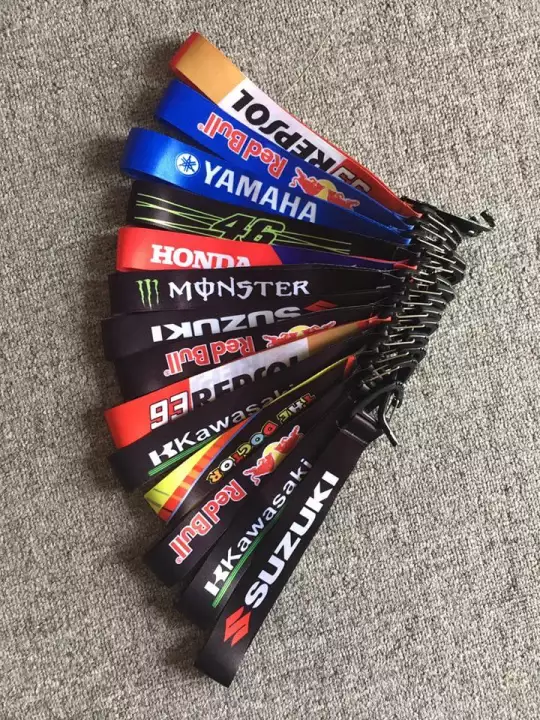 REPSOL 93
Red Bull
YAMAHA
46
HONDA
MONSTER
SUZUKI
Red Bull
93 REPSOL
Kawasaki
THE DOCTOR
Red Bull
Kawasaki
SUZUKI